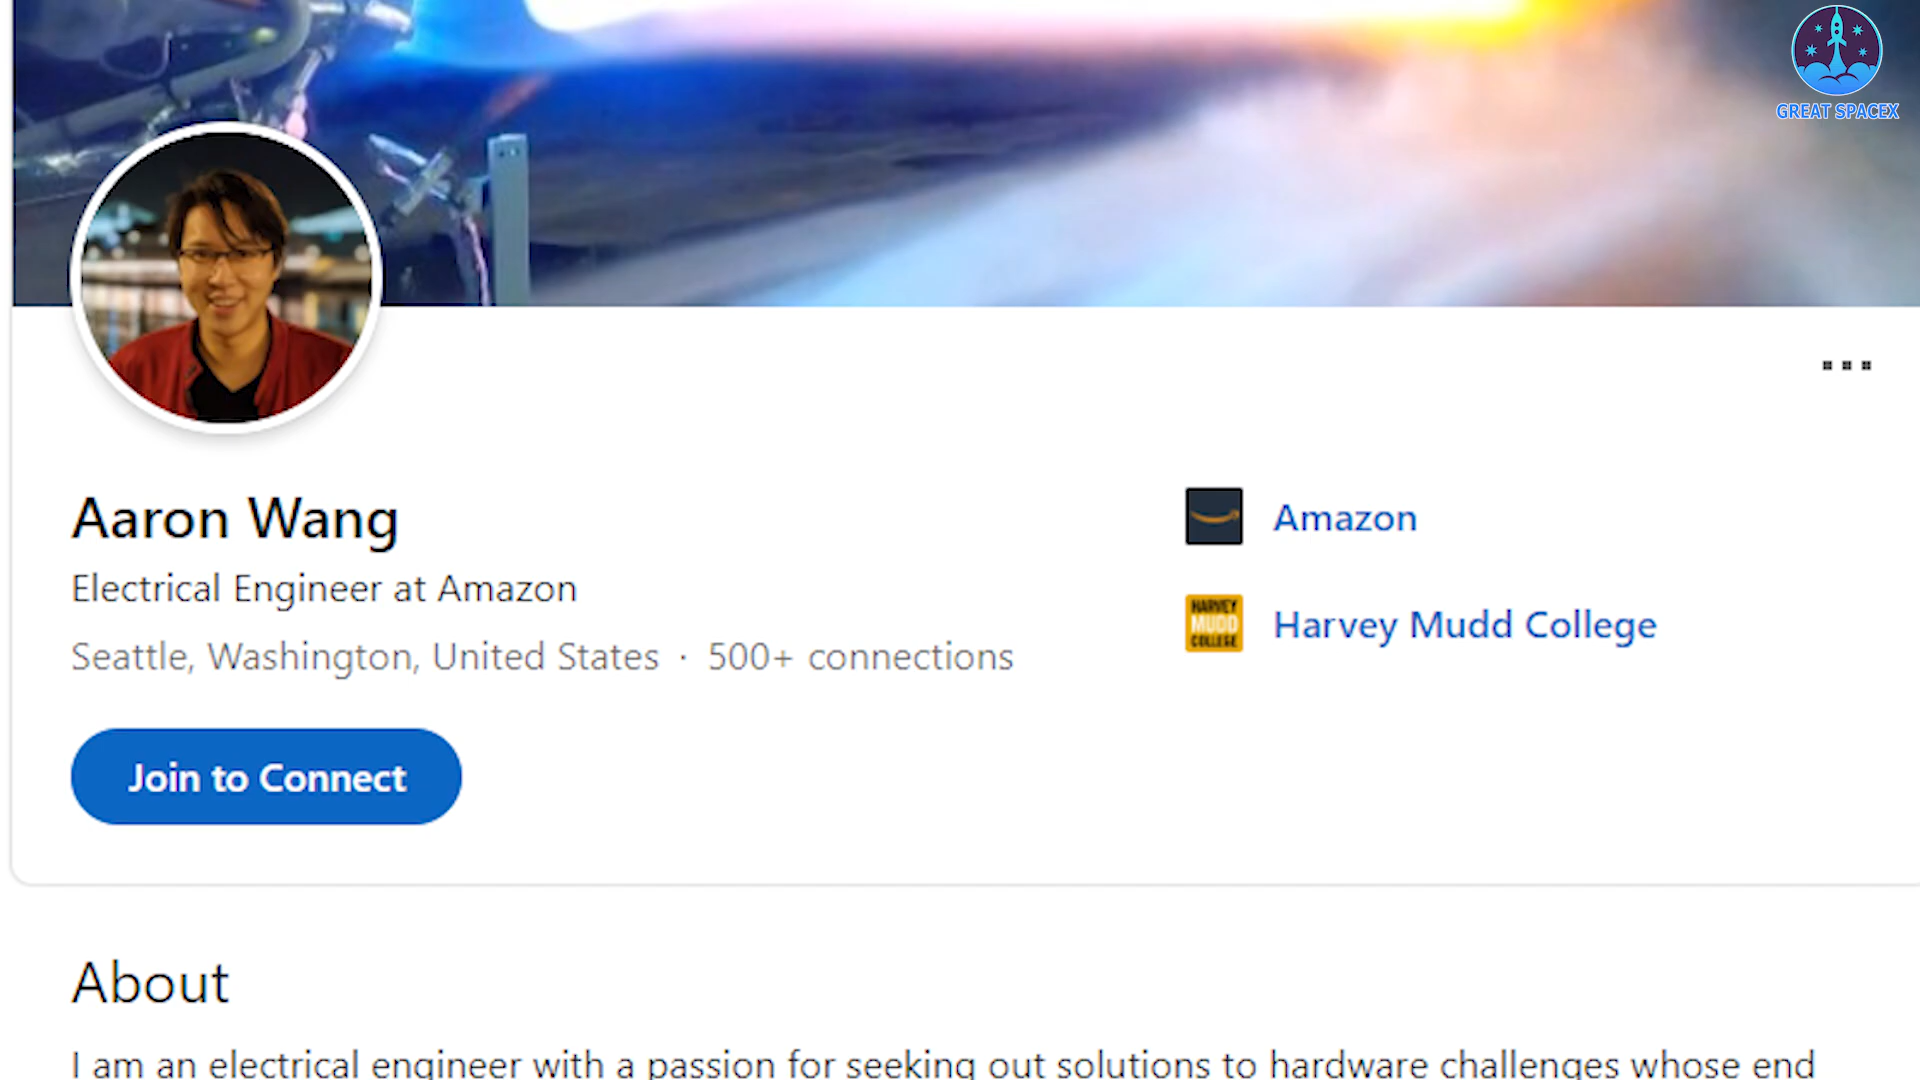 GREAT SPACEX
Aaron Wang
Electrical Engineer at Amazon
Seattle, Washington, United States · 500+ connections
Join to Connect
Amazon
HARVEY
MUDD
COLLEGE
Harvey Mudd College
About
I am an electrical engineer with a passion for seeking out solutions to hardware challenges whose end